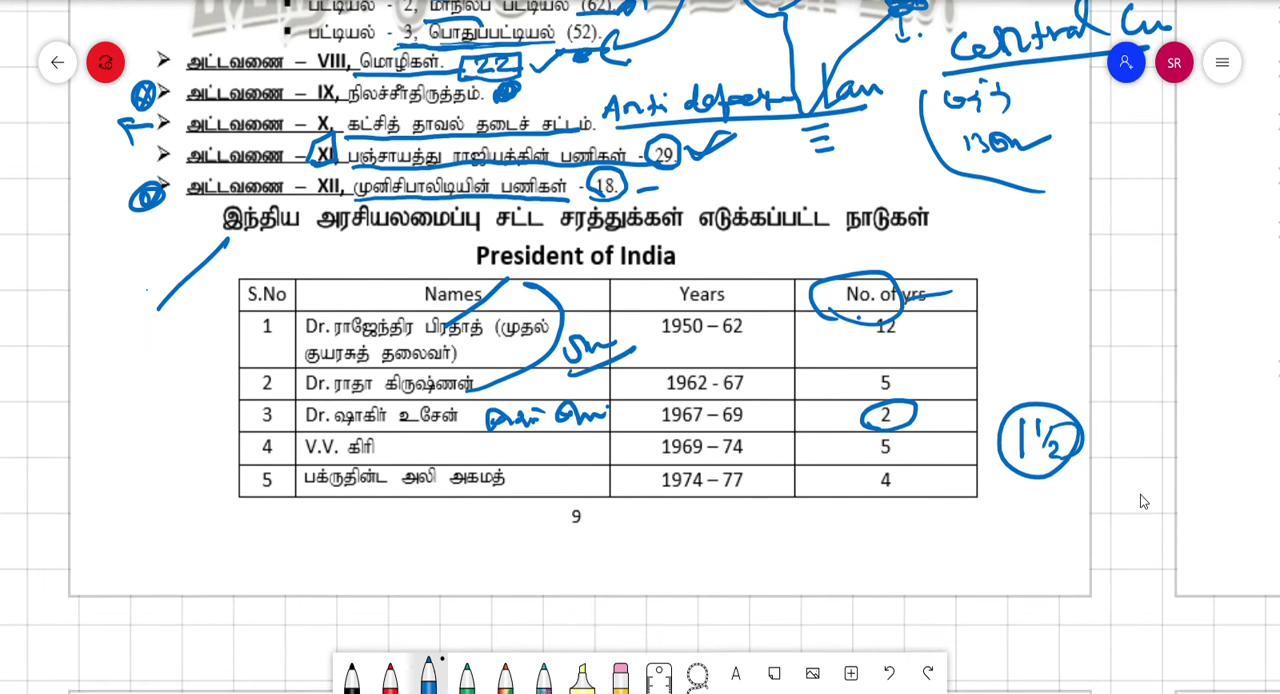 பட்டியல் - 2, மாநிலப் பட்டியல் (62).
பட்டியல் - 3, பொதுப்பட்டியல் (52).
அட்டவணை – VIII, மொழிகள். 22
அட்டவணை – IX, நிலச்சீர்திருத்தம்.
அட்டவணை – X, கட்சித் தாவல் தடைச் சட்டம்.
அட்டவணை – XI, பஞ்சாயத்து ராஜியக்கின் பணிகள் - 29.
அட்டவணை – XII, முனிசிபாலிடியின் பணிகள் - 18.
Central
Anti law
இந்திய அரசியலமைப்பு சட்ட சரத்துக்கள் எடுக்கப்பட்ட நாடுகள்
President of India
S.No Names Years No. of yrs
1 Dr. ராஜேந்திர பிரதாத் (முதல் குயரசுத் தலைவர்) 1950 – 62 12
2 Dr. ராதா கிருஷ்ணன் 1962 - 67 5
3 Dr. ஷாகிர் உசேன் 1967 – 69 2
4 V.V. கிரி 1969 – 74 5
5 பக்ருதின்ட அலி அகமத் 1974 – 77 4
1 1/2
9
SR
A